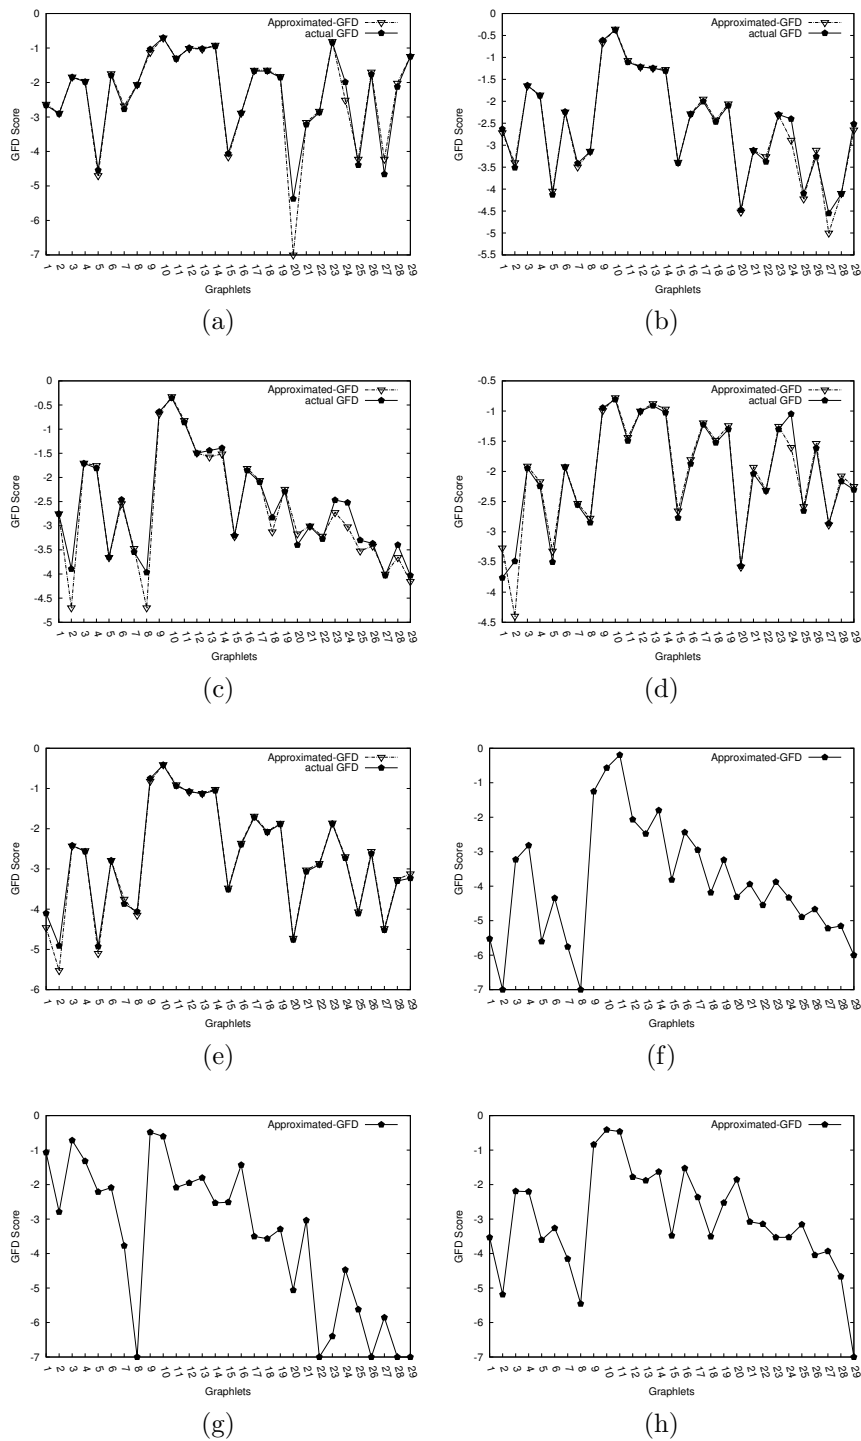 GFD Score
0
-1
-2
-3
-4
-5
-6
-7
Approximated-GFD
actual GFD
1 2 3 4 5 6 7 8 9 10 11 12 13 14 15 16 17 18 19 20 21 22 23 24 25 26 27 28 29
Graphlets
(a)
GFD Score
0
-0.5
-1
-1.5
-2
-2.5
-3
-3.5
-4
-4.5
-5
-5.5
Approximated-GFD
actual GFD
1 2 3 4 5 6 7 8 9 10 11 12 13 14 15 16 17 18 19 20 21 22 23 24 25 26 27 28 29
Graphlets
(b)
GFD Score
0
-0.5
-1
-1.5
-2
-2.5
-3
-3.5
-4
-4.5
-5
Approximated-GFD
actual GFD
1 2 3 4 5 6 7 8 9 10 11 12 13 14 15 16 17 18 19 20 21 22 23 24 25 26 27 28 29
Graphlets
(c)
GFD Score
-0.5
-1
-1.5
-2
-2.5
-3
-3.5
-4
-4.5
Approximated-GFD
actual GFD
1 2 3 4 5 6 7 8 9 10 11 12 13 14 15 16 17 18 19 20 21 22 23 24 25 26 27 28 29
Graphlets
(d)
GFD Score
0
-1
-2
-3
-4
-5
-6
Approximated-GFD
actual GFD
1 2 3 4 5 6 7 8 9 10 11 12 13 14 15 16 17 18 19 20 21 22 23 24 25 26 27 28 29
Graphlets
(e)
GFD Score
0
-1
-2
-3
-4
-5
-6
-7
Approximated-GFD
1 2 3 4 5 6 7 8 9 10 11 12 13 14 15 16 17 18 19 20 21 22 23 24 25 26 27 28 29
Graphlets
(f)
GFD Score
0
-1
-2
-3
-4
-5
-6
-7
Approximated-GFD
1 2 3 4 5 6 7 8 9 10 11 12 13 14 15 16 17 18 19 20 21 22 23 24 25 26 27 28 29
Graphlets
(g)
GFD Score
0
-1
-2
-3
-4
-5
-6
-7
Approximated-GFD
1 2 3 4 5 6 7 8 9 10 11 12 13 14 15 16 17 18 19 20 21 22 23 24 25 26 27 28 29
Graphlets
(h)